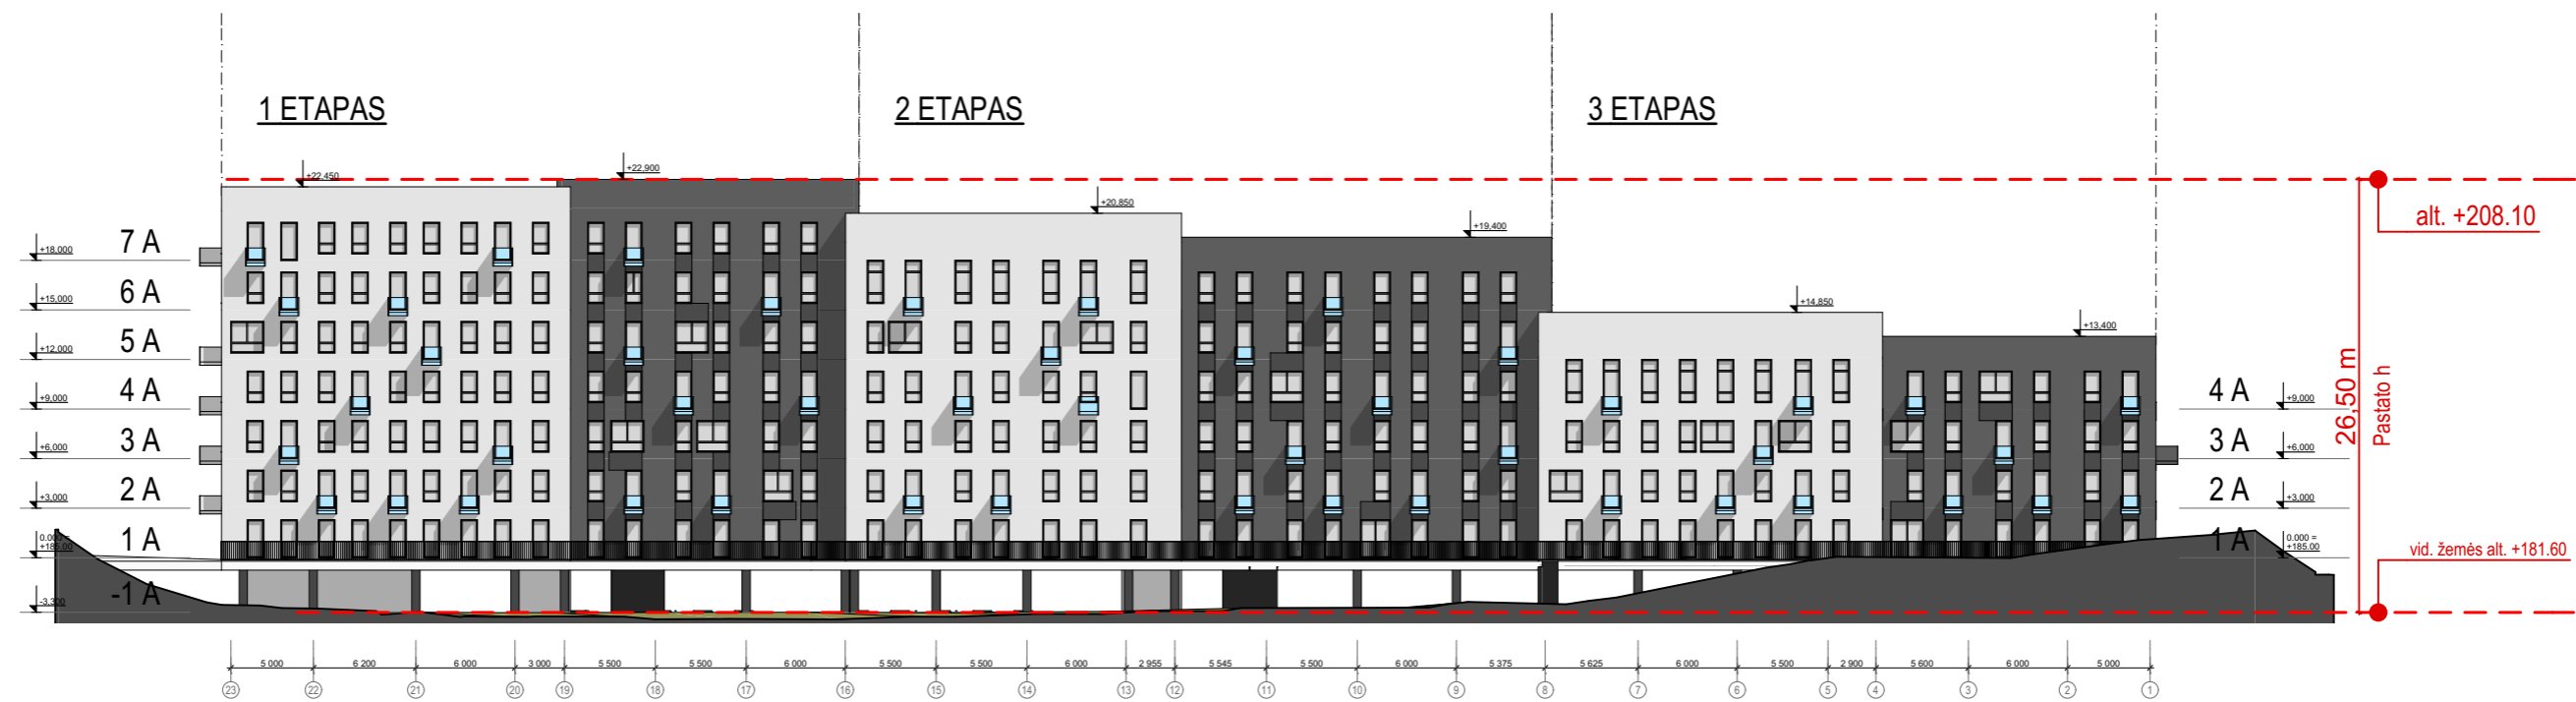 1 ETAPAS
2 ETAPAS
3 ETAPAS
+22,450
+22,900
+20,850
+19,400
+14,850
+13,400
alt. +208.10
+18,000 7 A
+15,000 6 A
+12,000 5 A
+9,000 4 A
+6,000 3 A
+3,000 2 A
0.000 =
+185.00 1 A
-3,300 -1 A
4 A +9,000
3 A +6,000
2 A +3,000
1 A 0.000 =
+185.00
26,50 m
Pastato h
vid. žemės alt. +181.60
5 000 6 200 6 000 3 000 5 500 5 500 6 000 5 500 5 500 6 000 2 955 5 545 5 500 6 000 5 375 5 625 6 000 5 500 2 900 5 600 6 000 5 000
23 22 21 20 19 18 17 16 15 14 13 12 11 10 9 8 7 6 5 4 3 2 1